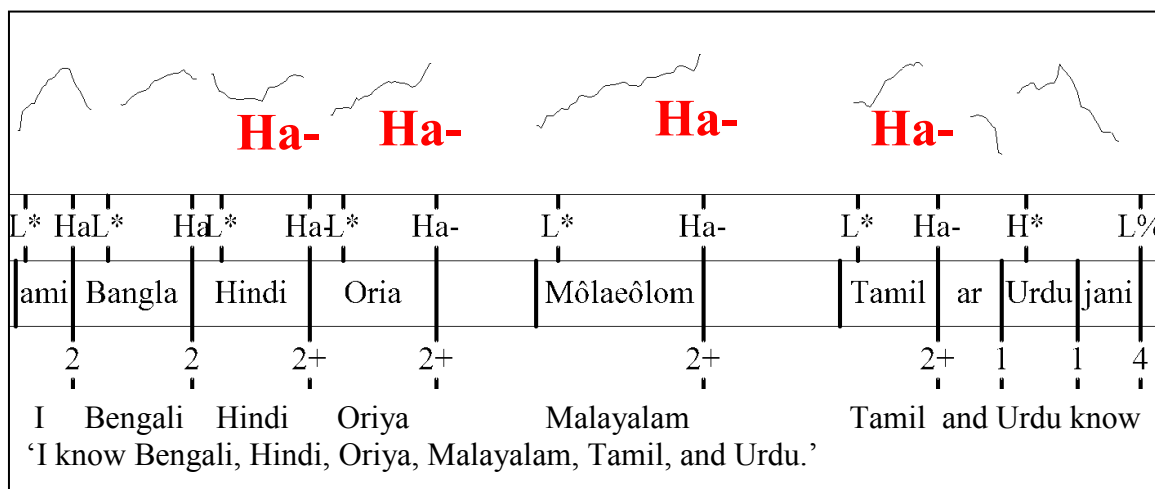 Ha- Ha- Ha- Ha-
L* Ha L* Ha L* Ha- L* Ha- L* Ha- L* Ha- H* L%
ami Bangla Hindi Oria Môlaeôlom Tamil ar Urdu jani
2 2 2+ 2+ 2+ 2+ 1 1 4
I Bengali Hindi Oriya Malayalam Tamil and Urdu know
‘I know Bengali, Hindi, Oriya, Malayalam, Tamil, and Urdu.’